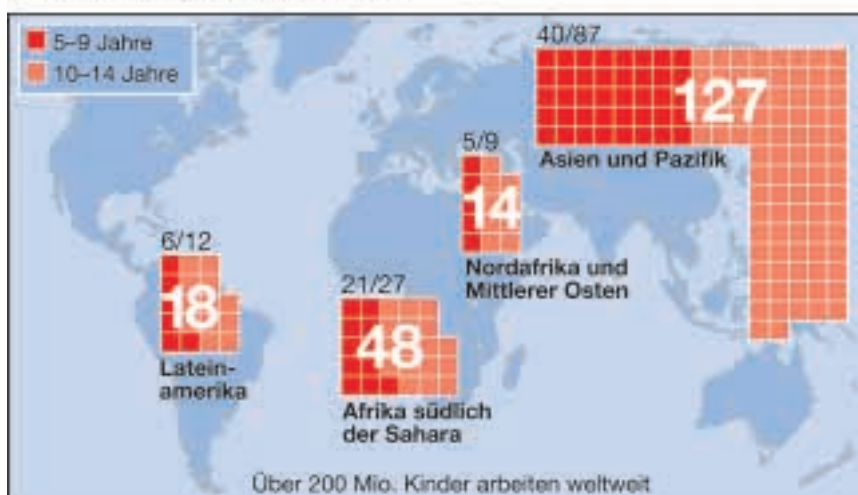 5–9 Jahre
10–14 Jahre
40/87
127
Asien und Pazifik
5/9
14
Nordafrika und
Mittlerer Osten
6/12
18
Latein-
amerika
21/27
48
Afrika südlich
der Sahara
Über 200 Mio. Kinder arbeiten weltweit